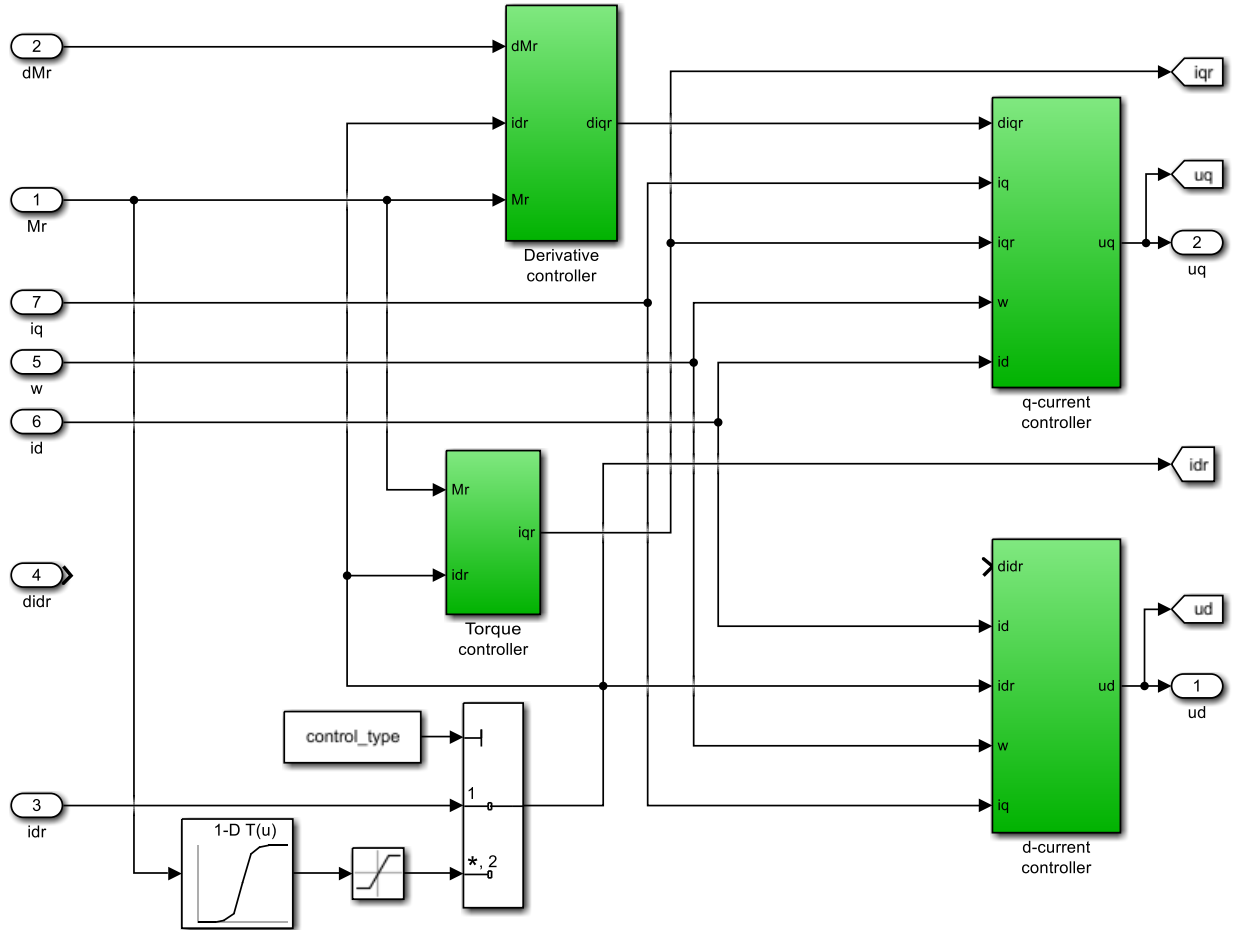 2
dMr
dMr
idr
diqr
Mr
Derivative
controller
iqr
1
Mr
diqr
iq
iqr
w
id
uq
q-current
controller
uq
2
uq
7
iq
5
w
6
id
Mr
iqr
idr
Torque
controller
idr
4
didr
didr
id
idr
ud
w
iq
d-current
controller
ud
1
ud
control_type
1
*, 2
3
idr
1-D T(u)